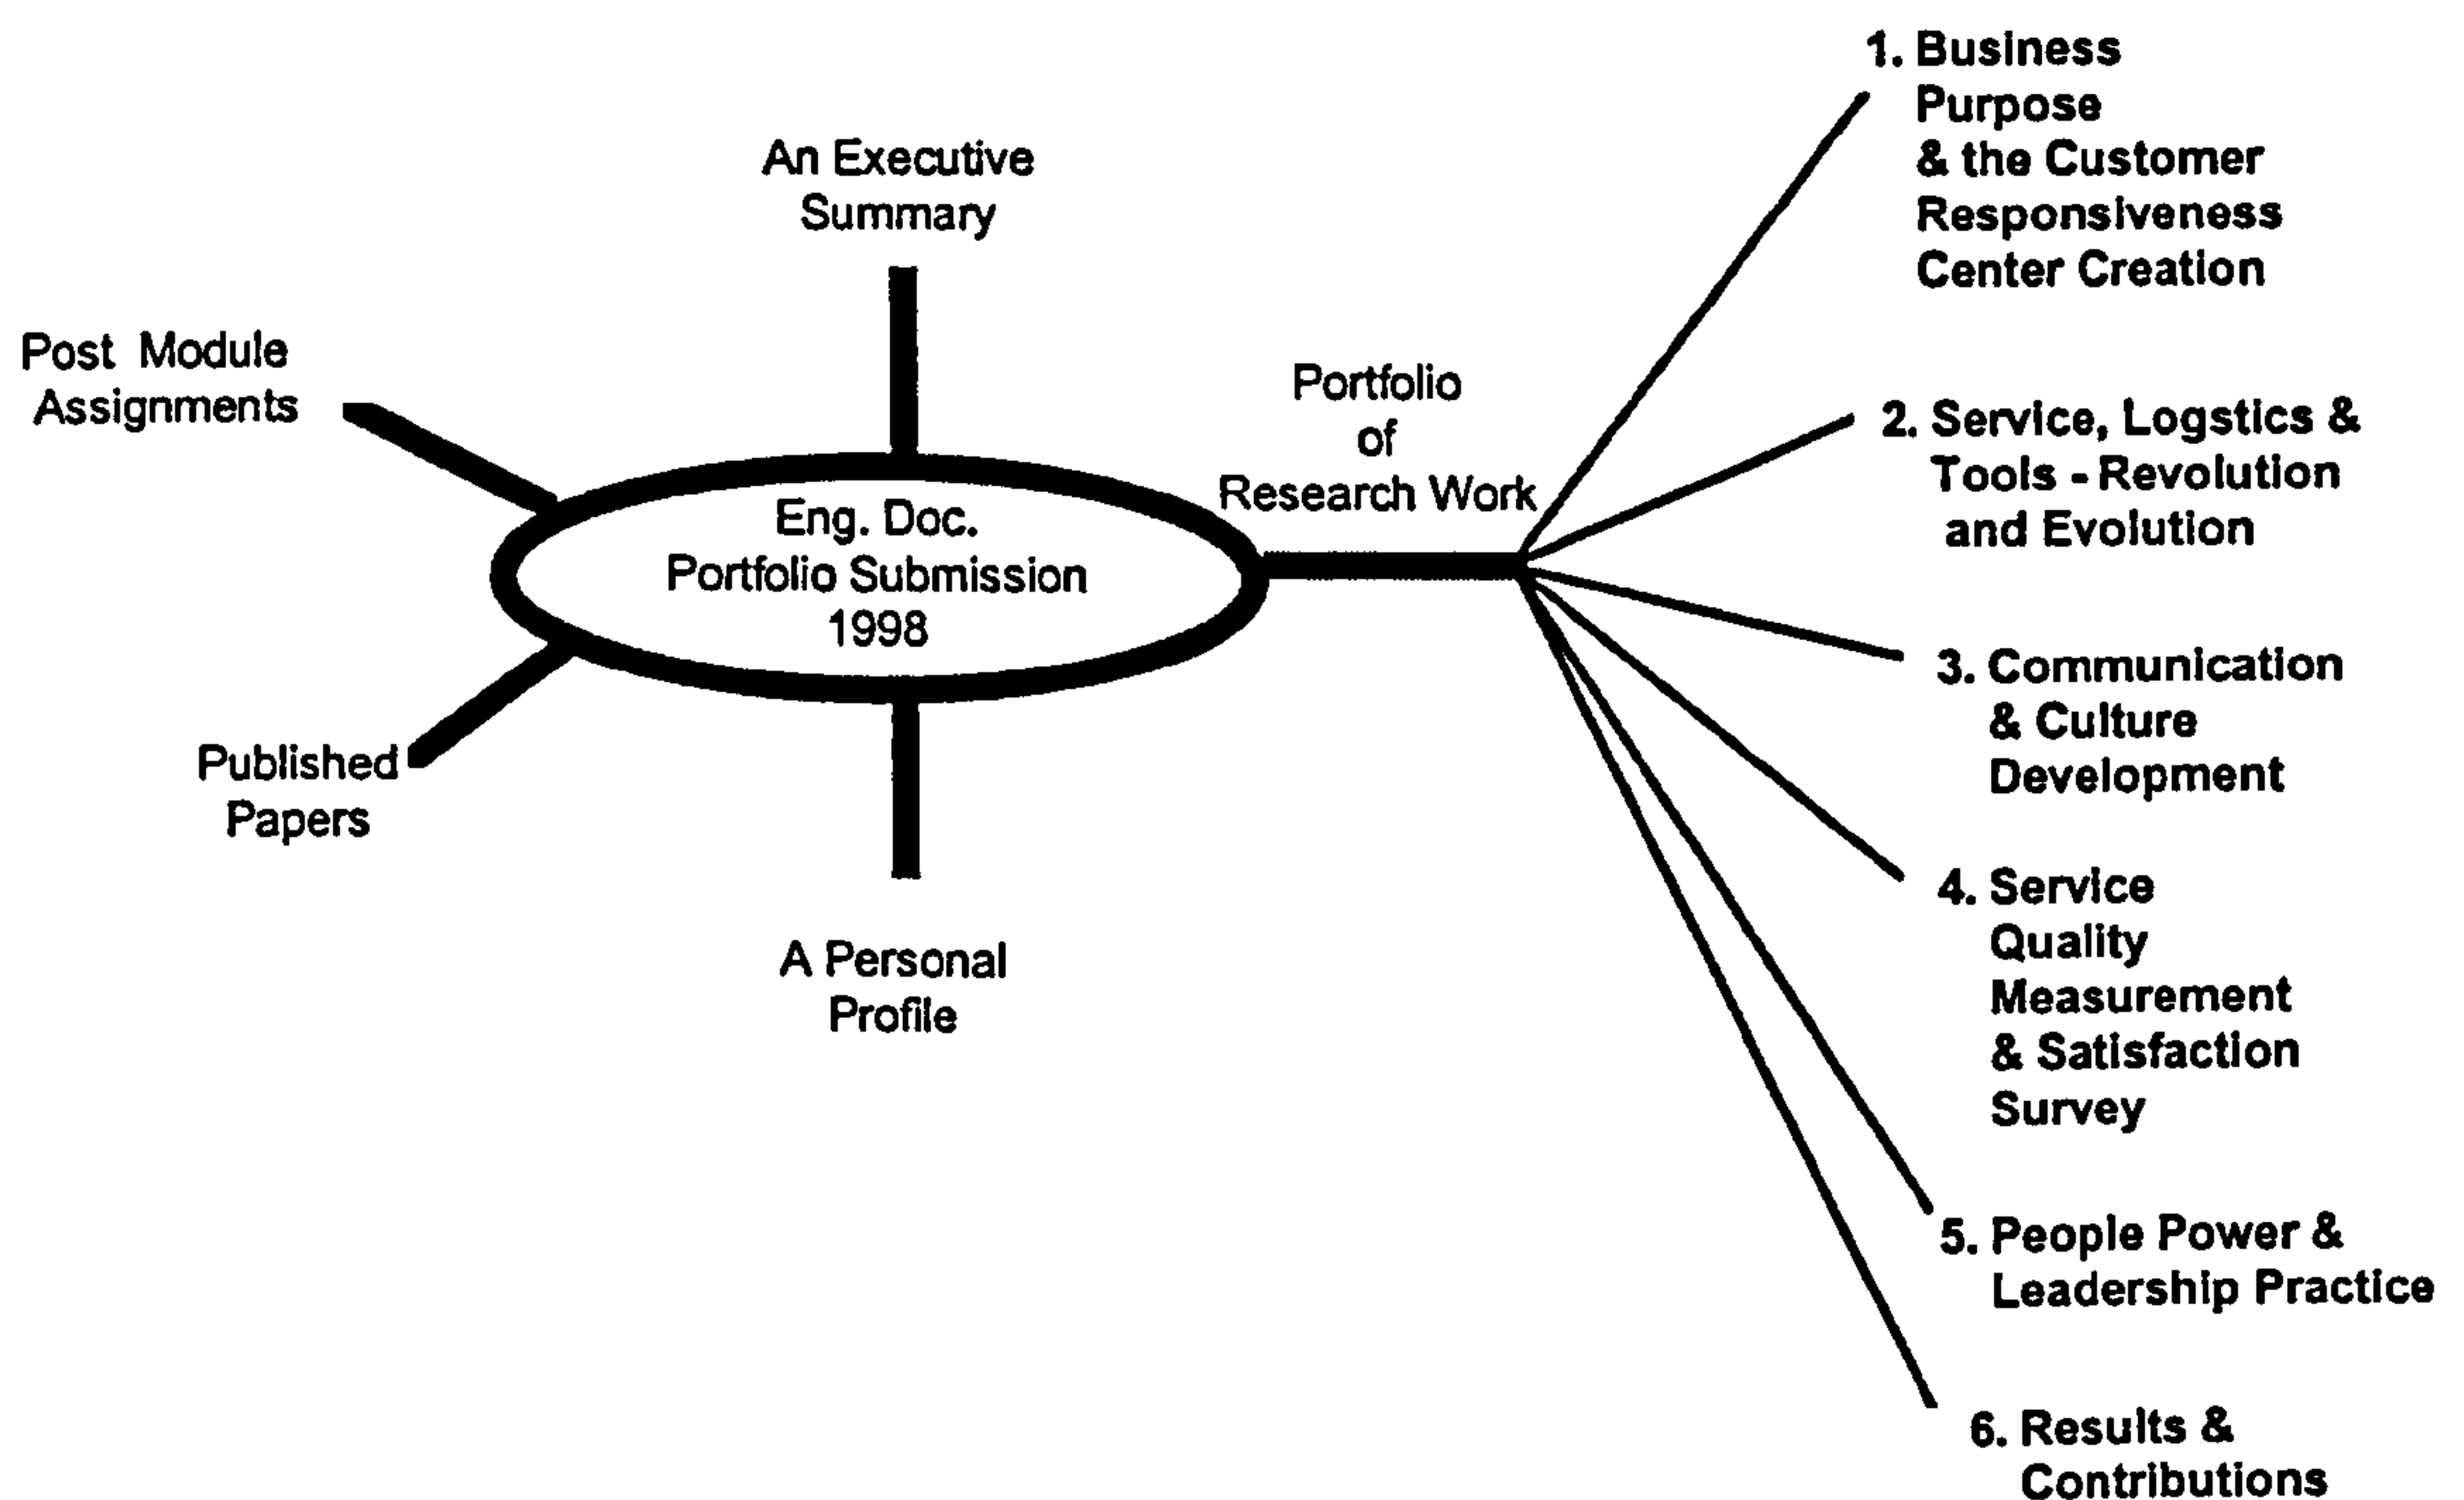 An Executive
Summary
Post Module
Assignments
Eng. Doc.
Portfolio Submission
1998
Published
Papers
A Personal
Profile
Portfolio
of
Research Work
1. Business
Purpose
& the Customer
Responsiveness
Center Creation
2. Service, Logstics &
Tools - Revolution
and Evolution
3. Communication
& Culture
Development
4. Service
Quality
Measurement
& Satisfaction
Survey
5. People Power &
Leadership Practice
6. Results &
Contributions